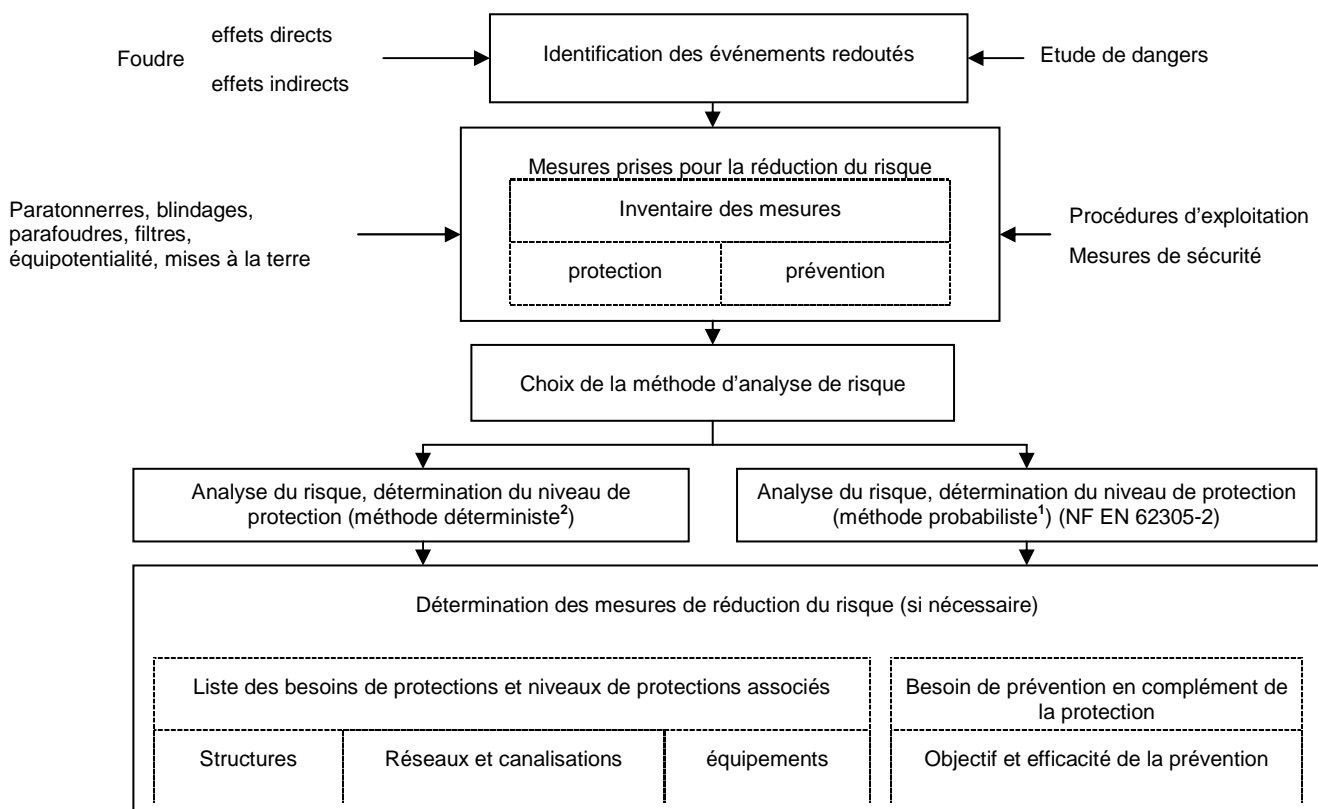 effets directs
Foudre
effets indirects
Identification des événements redoutés
Etude de dangers
Mesures prises pour la réduction du risque
Inventaire des mesures
protection
prévention
Paratonnerres, blindages,
parafoudres, filtres,
équipotentialité, mises à la terre
Procédures d'exploitation
Mesures de sécurité
Choix de la méthode d'analyse de risque
Analyse du risque, détermination du niveau de
protection (méthode déterministe²)
Analyse du risque, détermination du niveau de protection
(méthode probabiliste¹) (NF EN 62305-2)
Détermination des mesures de réduction du risque (si nécessaire)
Liste des besoins de protections et niveaux de protections associés
Structures
Réseaux et canalisations
équipements
Besoin de prévention en complément de
la protection
Objectif et efficacité de la prévention